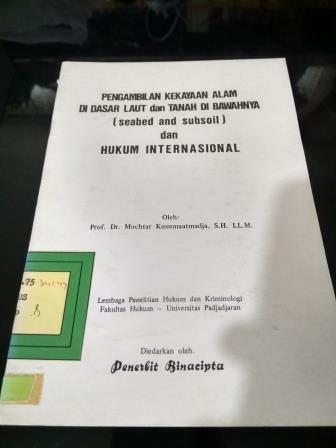 PENGAMBILAN KEKAYAAN ALAM
DI DASAR LAUT dan TANAH DI BAWAHNYA
(seabed and subsoil)
dan
HUKUM INTERNASIONAL
Oleh:
Prof. Dr. Mochtar Kusumaatmadja, S.H. LL.M.
Lembaga Penelitian Hukum dan Kriminologi
Fakultas Hukum — Universitas Padjadjaran
Diedarkan oleh.
Penerbit Binacipta